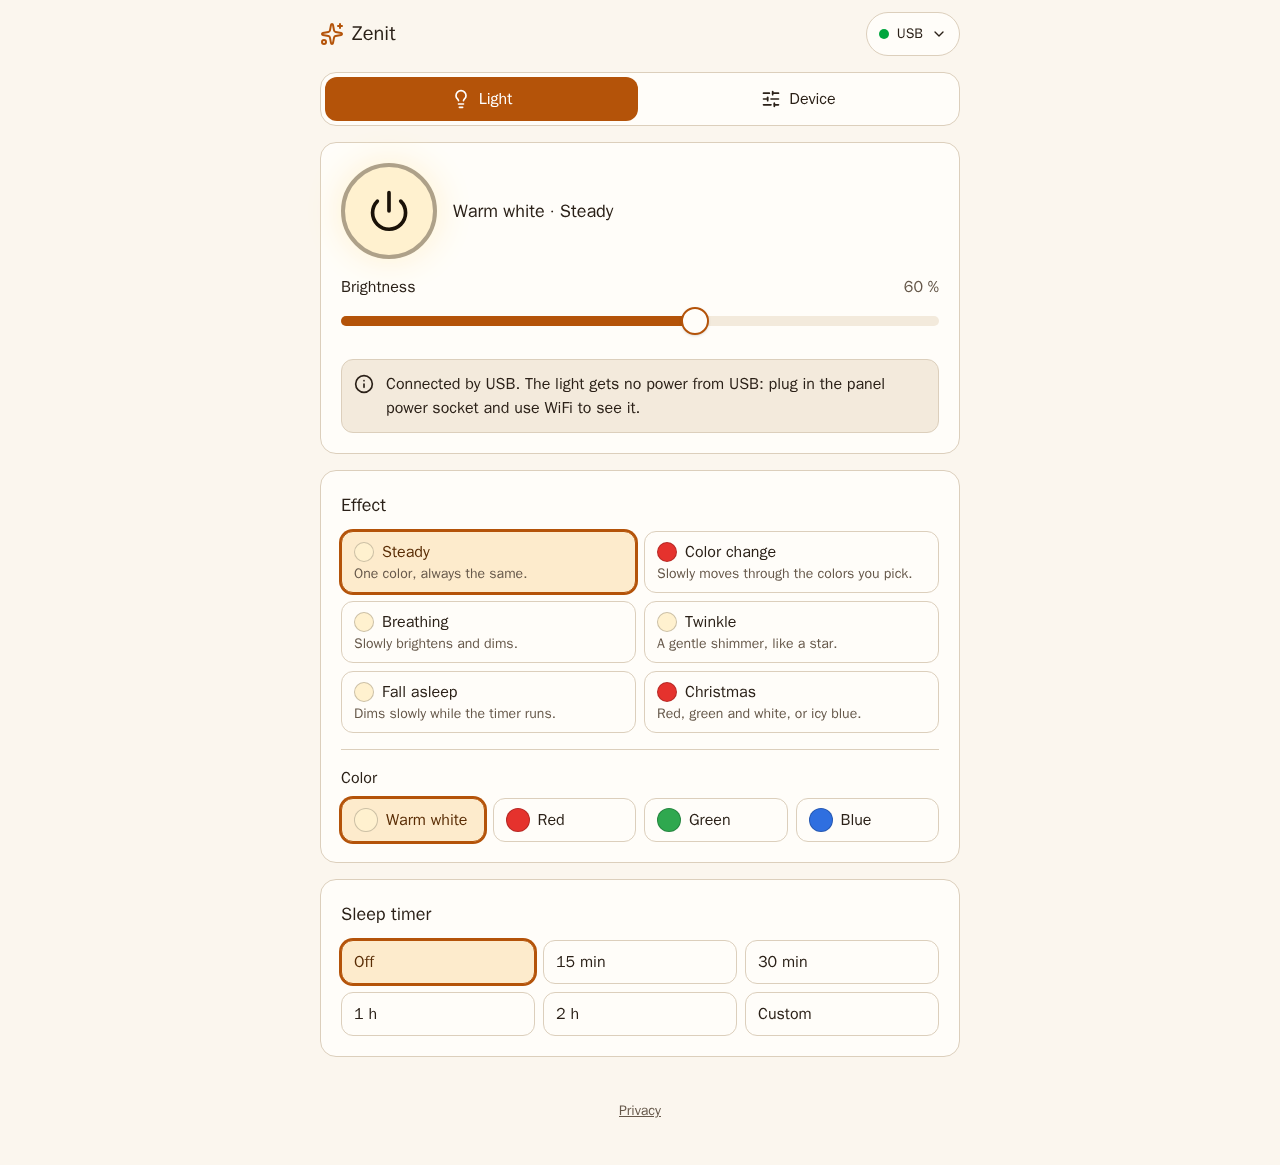 Zenit
USB
Light
Device
Warm white · Steady
Brightness
60 %
Connected by USB. The light gets no power from USB: plug in the panel
power socket and use WiFi to see it.
Effect
Steady
One color, always the same.
Color change
Slowly moves through the colors you pick.
Breathing
Slowly brightens and dims.
Twinkle
A gentle shimmer, like a star.
Fall asleep
Dims slowly while the timer runs.
Christmas
Red, green and white, or icy blue.
Color
Warm white
Red
Green
Blue
Sleep timer
Off
15 min
30 min
1 h
2 h
Custom
Privacy